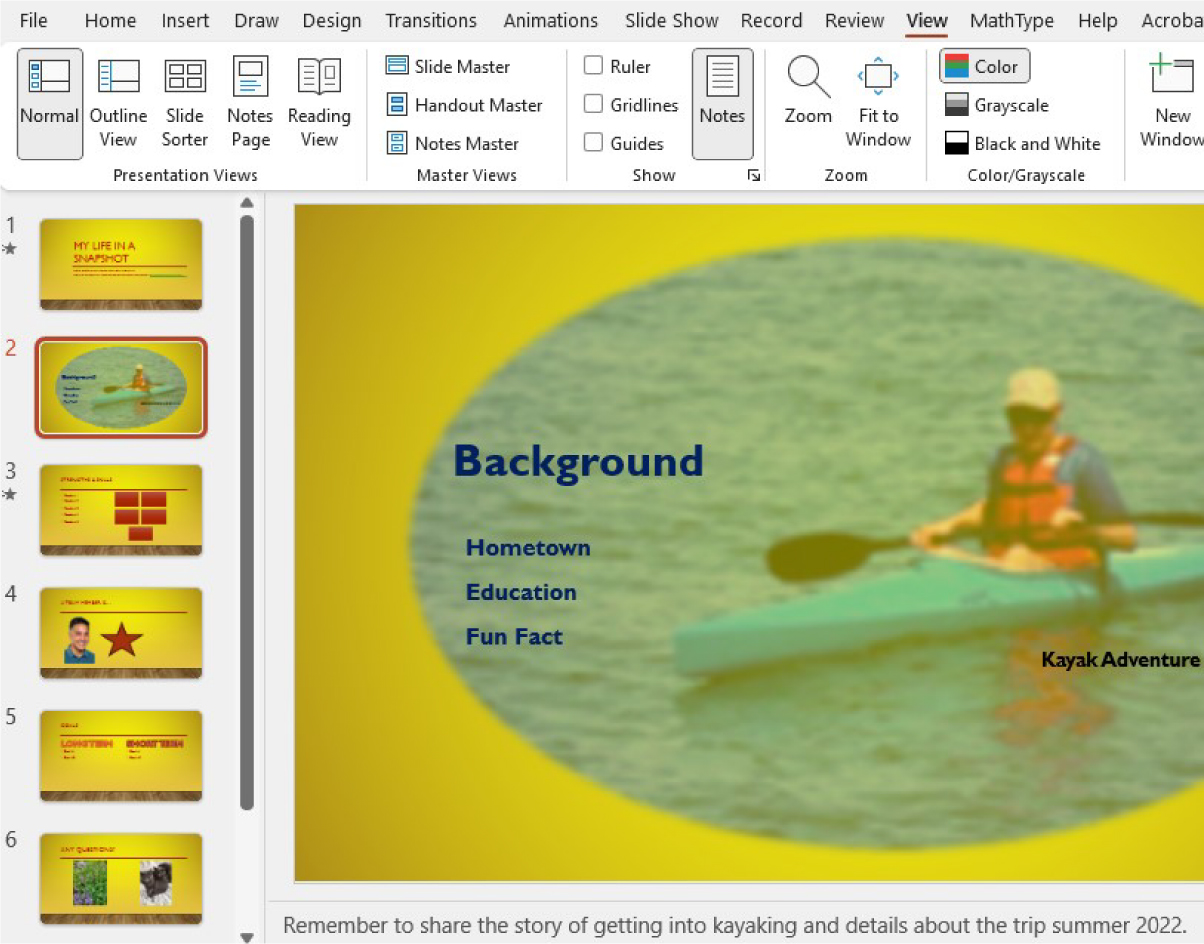 File Home Insert Draw Design Transitions Animations Slide Show Record Review View MathType Help Acroba
Normal Outline View Slide Sorter Notes Page Reading View
Presentation Views
Slide Master
Handout Master
Notes Master
Master Views
Ruler
Gridlines
Guides
Notes
Show
Zoom Fit to Window
Zoom
Color
Grayscale
Black and White
Color/Grayscale
New Window
1
MY LIFE IN A
SNAPSHOT
2
Background
3
STRENGTHS & SKILLS
4
5
GOALS
LONG TERM SHORT TERM
6
ANY QUESTIONS?
Background
Hometown
Education
Fun Fact
Kayak Adventure
Remember to share the story of getting into kayaking and details about the trip summer 2022.